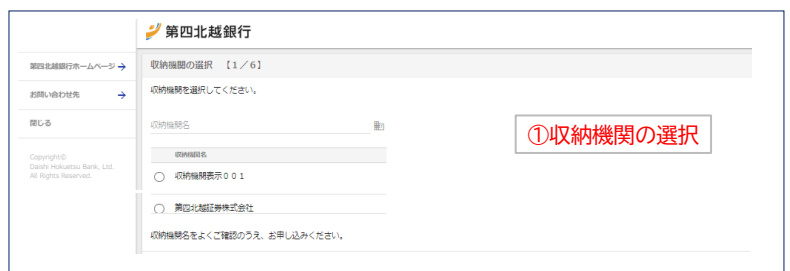 第四北越銀行
第四北越銀行ホームページ
お問い合わせ先
閉じる
Copyright©
Daishi Hokuetsu Bank, Ltd.
All Rights Reserved.
収納機関の選択 【1／6】
収納機関を選択してください。
収納機関名
収納機関名
収納機関表示００１
第四北越証券株式会社
収納機関名をよくご確認のうえ、お申し込みください。
①収納機関の選択